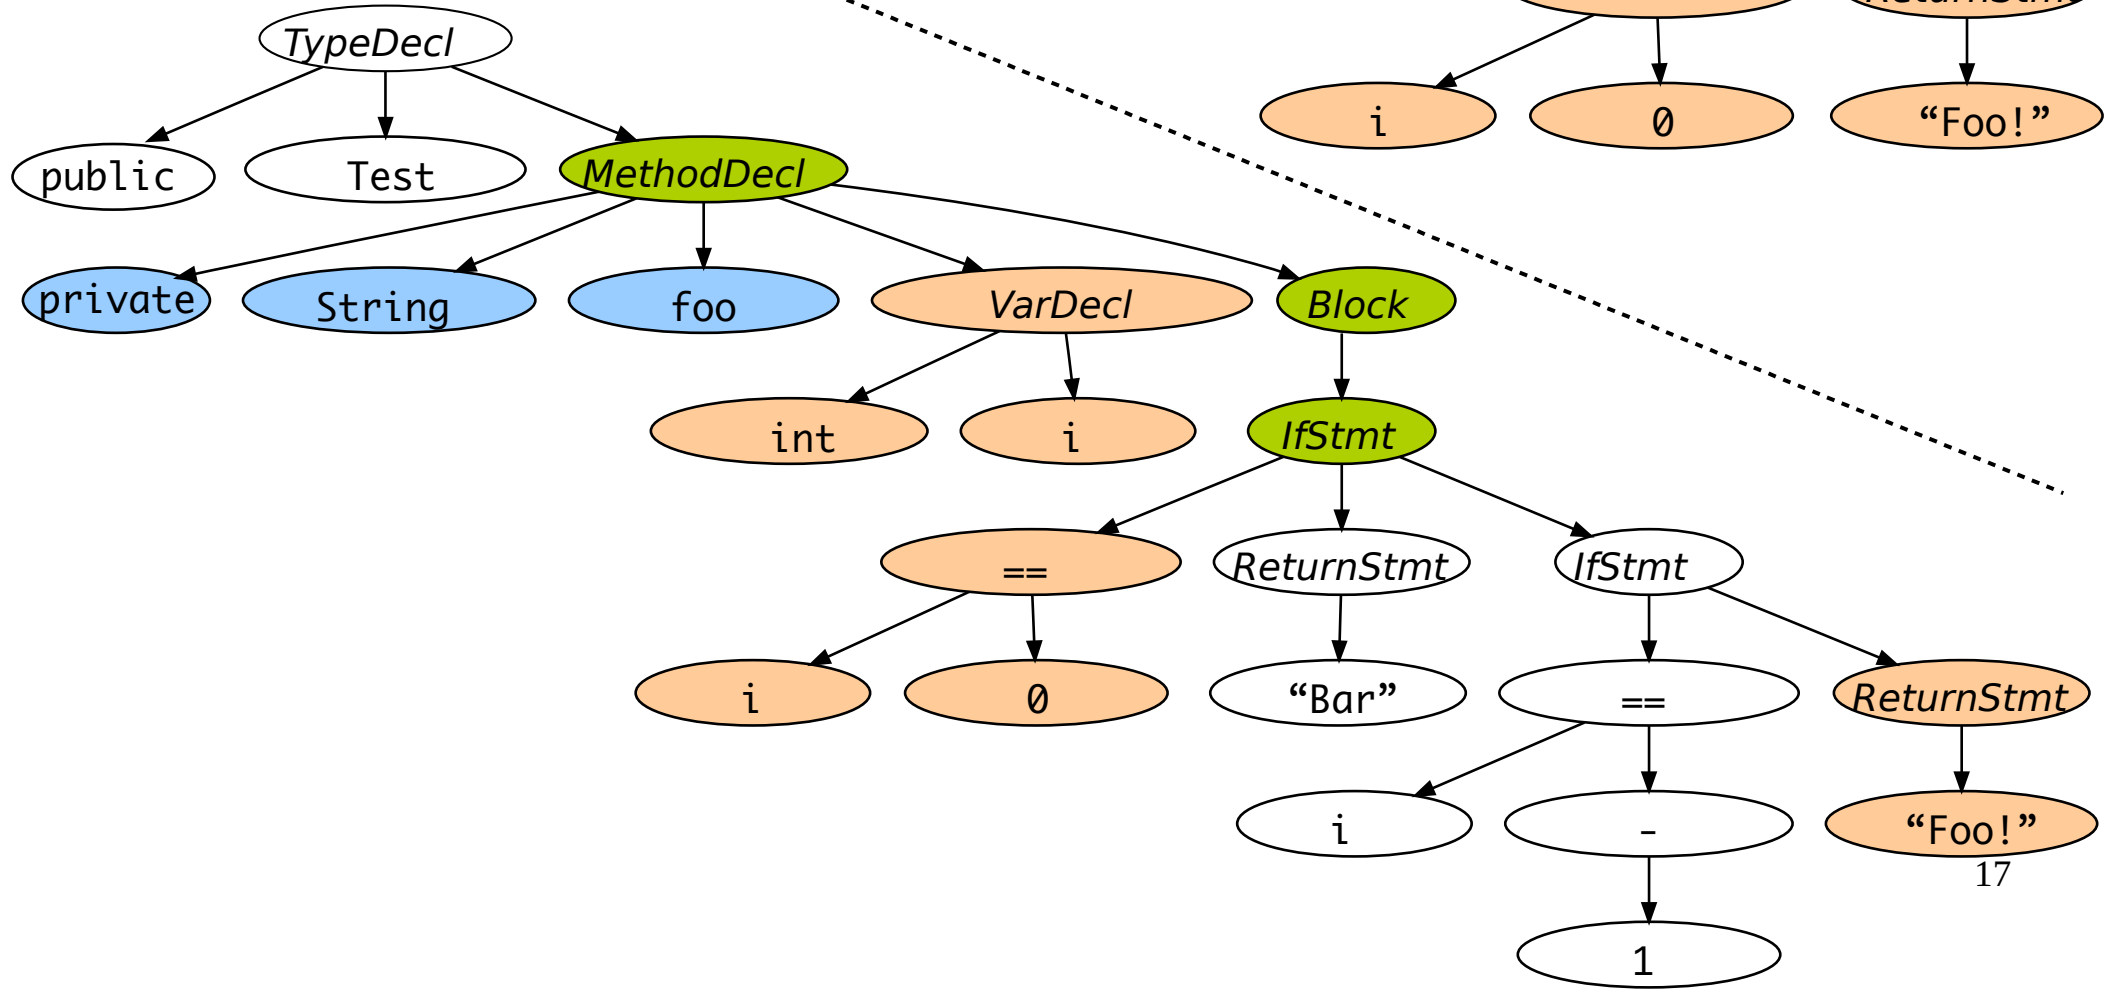 TypeDecl
ReturnStmt
i
0
“Foo!”
public
Test
MethodDecl
private
String
foo
VarDecl
Block
int
i
IfStmt
==
ReturnStmt
IfStmt
i
0
“Bar”
==
ReturnStmt
i
-
“Foo!”
17
1